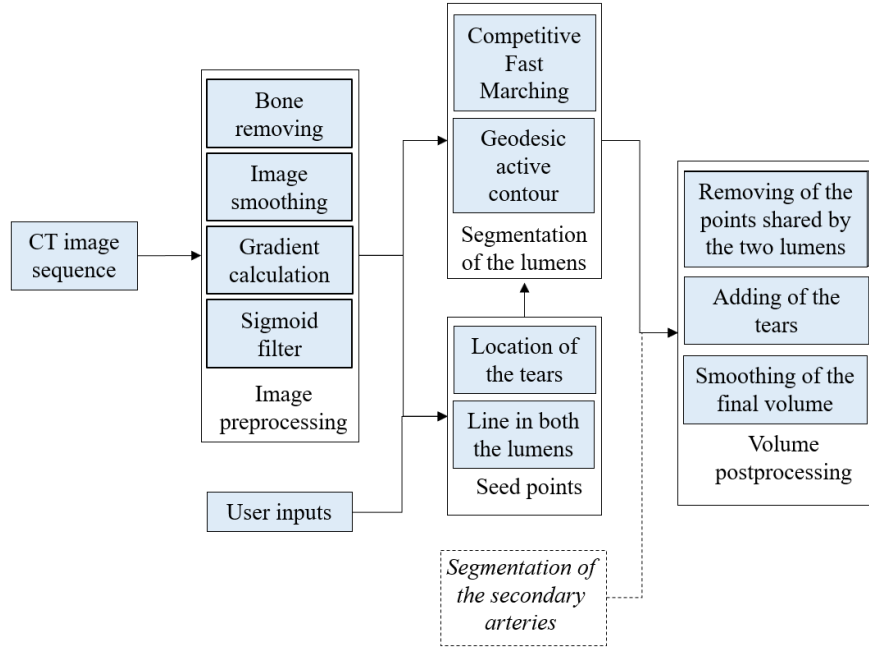 CT image
sequence
Bone
removing
Image
smoothing
Gradient
calculation
Sigmoid
filter
Image
preprocessing
User inputs
Competitive
Fast
Marching
Geodesic
active
contour
Segmentation
of the lumens
Location of
the tears
Line in both
the lumens
Seed points
Segmentation of
the secondary
arteries
Removing of the
points shared by
the two lumens
Adding of the
tears
Smoothing of the
final volume
Volume
postprocessing